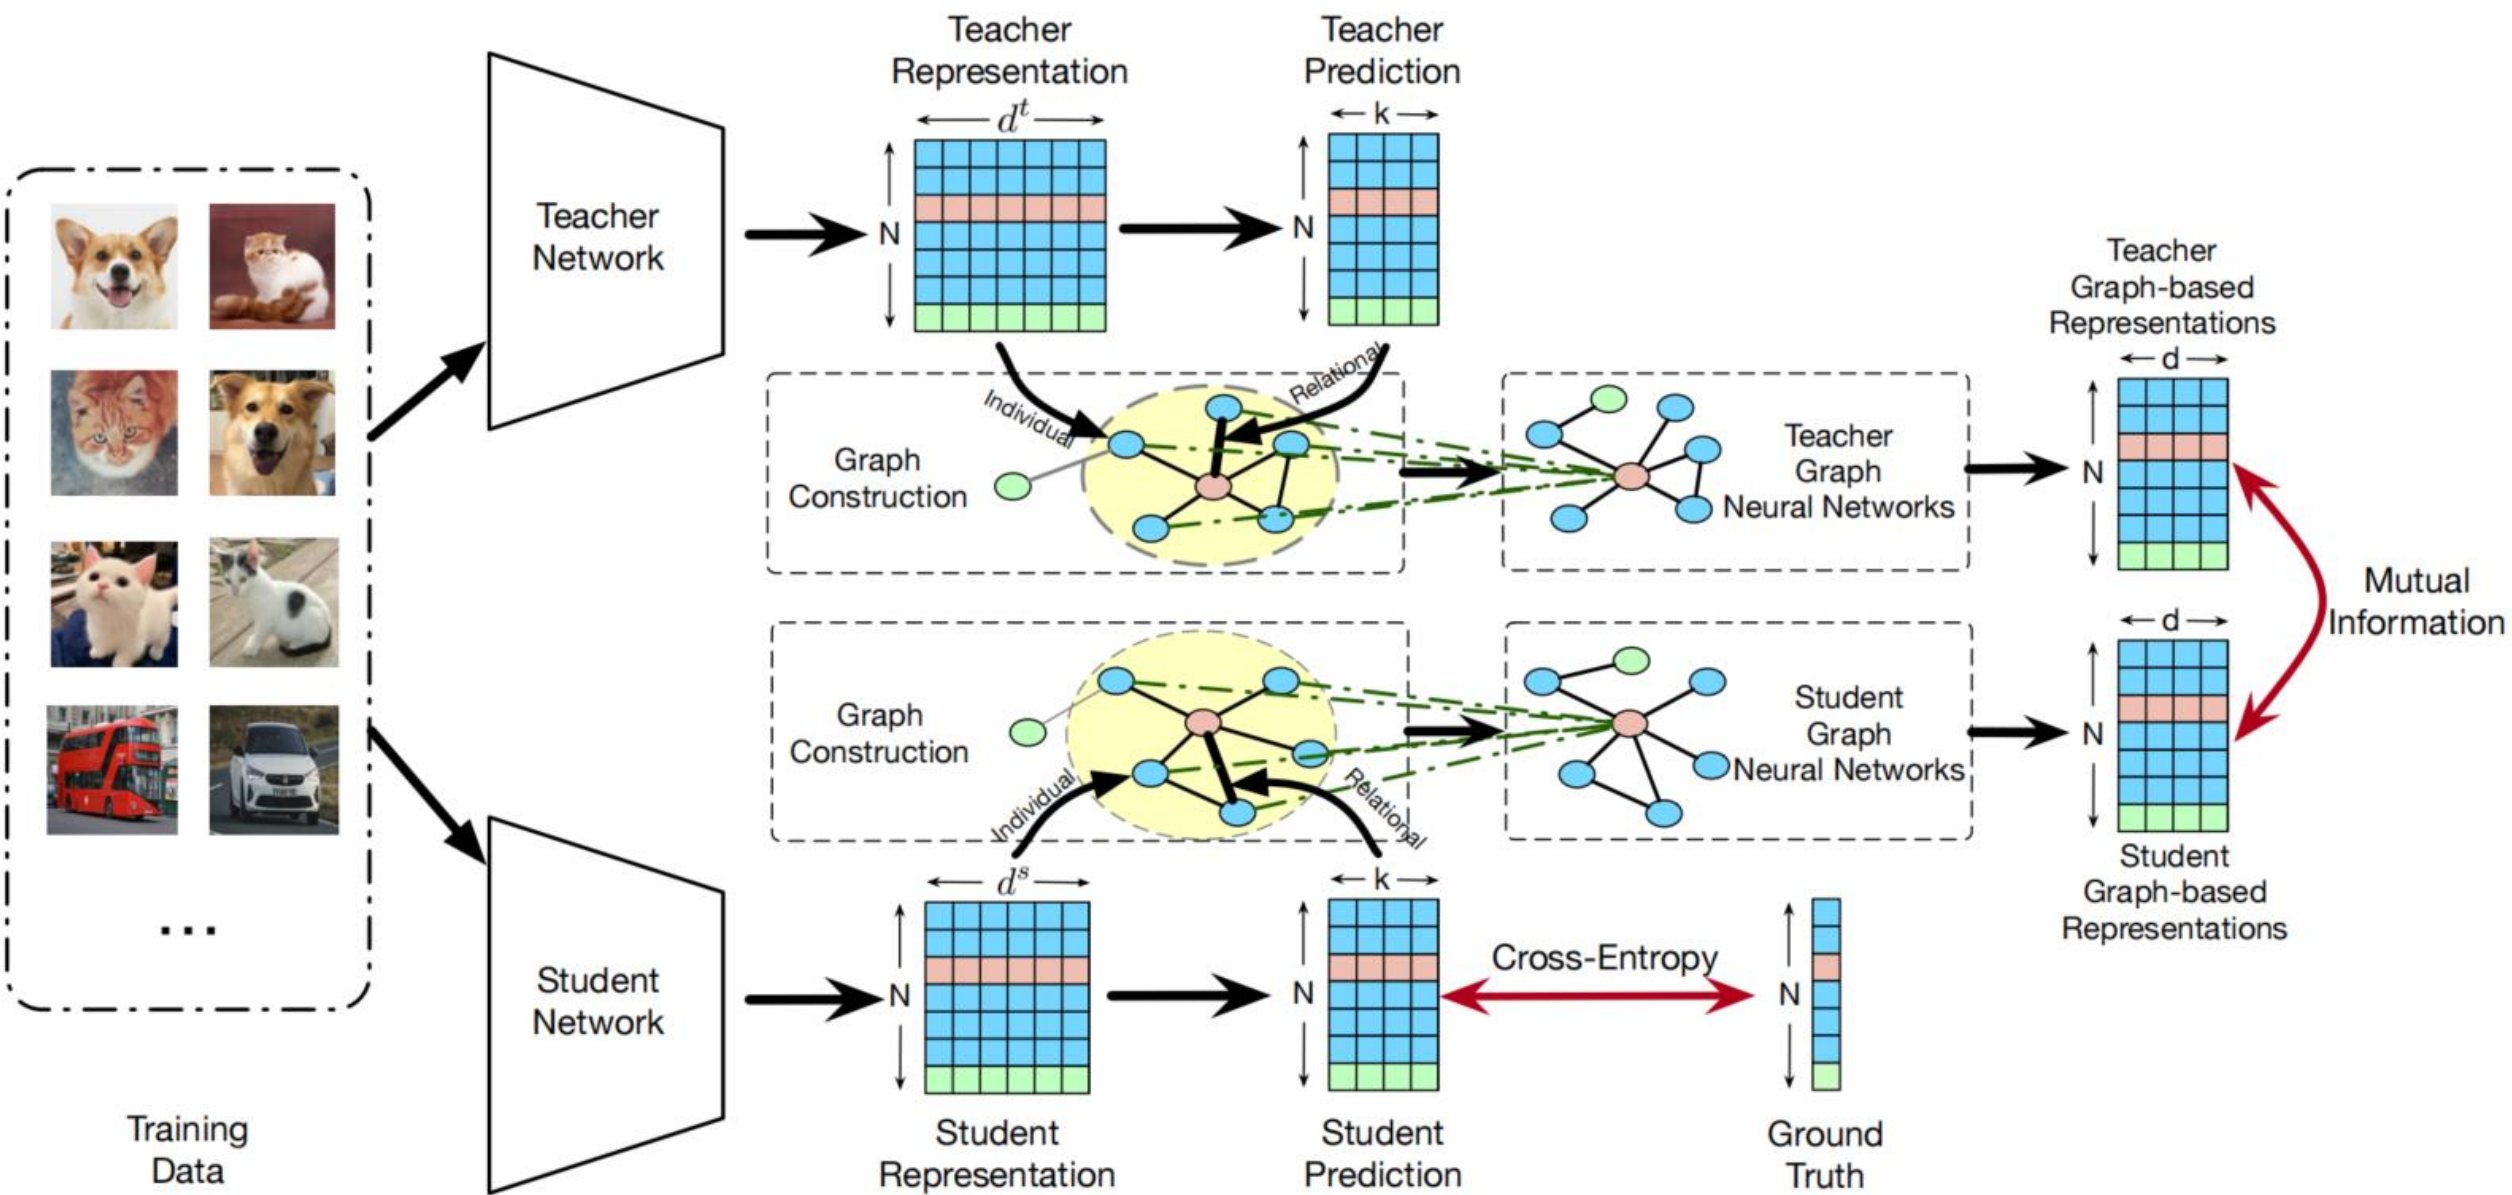 Teacher
Representation
d^t
N
Teacher
Prediction
k
N
Teacher
Network
Individual
Relational
Graph
Construction
Teacher
Graph
Neural Networks
Teacher
Graph-based
Representations
d
N
Mutual
Information
Graph
Construction
Individual
Relational
Student
Graph
Neural Networks
d
N
Student
Graph-based
Representations
...
Student
Network
d^s
N
Student
Representation
k
N
Student
Prediction
Cross-Entropy
N
Ground
Truth
Training
Data